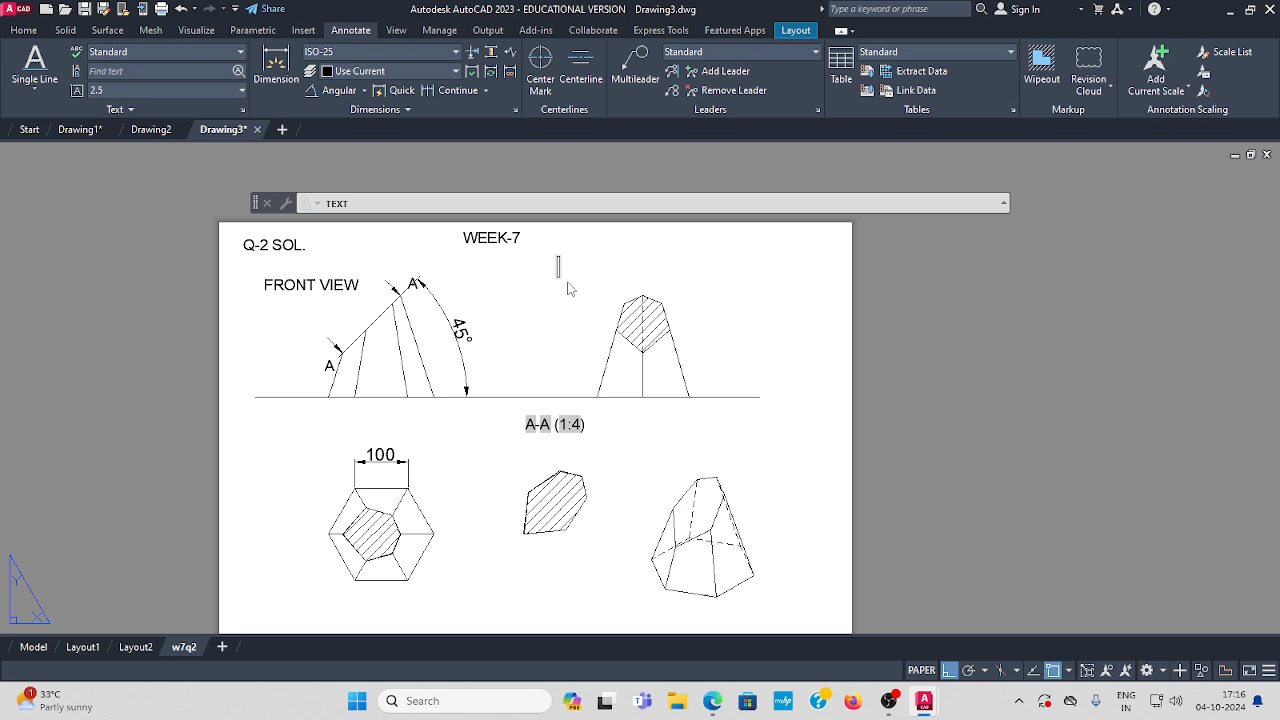 Autodesk AutoCAD 2023 - EDUCATIONAL VERSION Drawing3.dwg
Type a keyword or phrase
Sign In
CAD
Share
Home Solid Surface Mesh Visualize Parametric Insert Annotate View Manage Output Add-ins Collaborate Express Tools Featured Apps Layout
Single Line
Standard
Find text
2.5
Text
Dimension
ISO-25
Use Current
Angular Quick Continue
Dimensions
Center Mark
Centerline
Centerlines
Multileader
Standard
Add Leader
Remove Leader
Leaders
Table
Standard
Extract Data
Link Data
Tables
Wipeout
Revision Cloud
Markup
Add Current Scale
Scale List
Annotation Scaling
Start Drawing1* Drawing2 Drawing3*
TEXT
WEEK-7
Q-2 SOL.
FRONT VIEW
A
45°
A
A-A (1:4)
100
Y
X
Model Layout1 Layout2 w7q2
PAPER
33°C
Partly sunny
1
Search
PRE
ENG
IN
17:16
04-10-2024